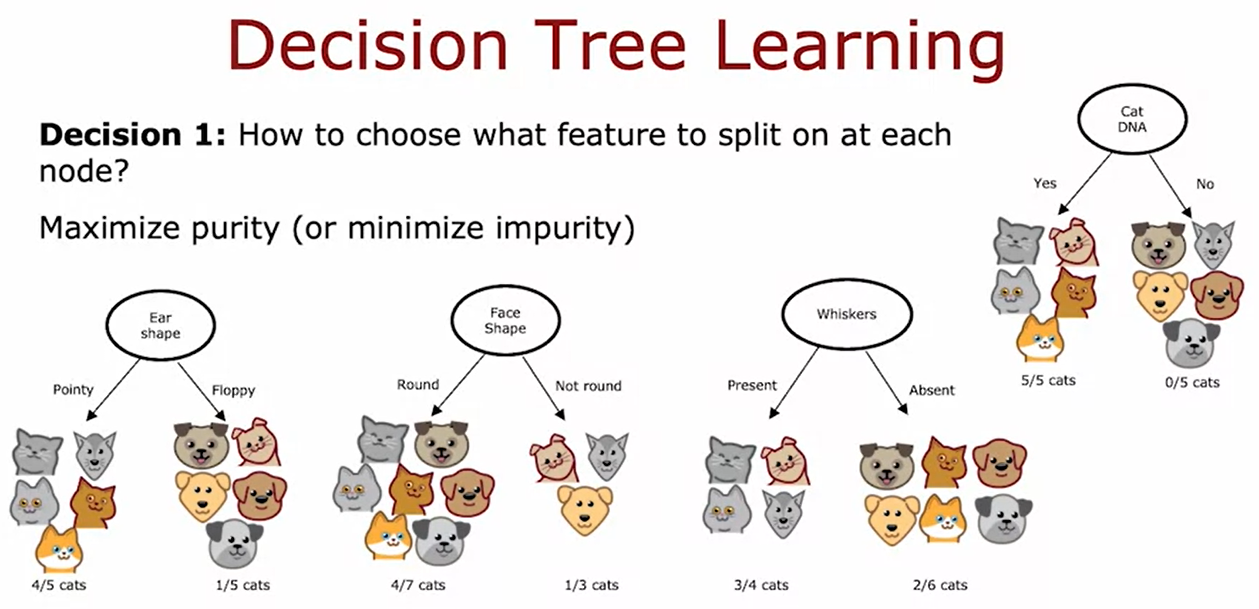 Decision Tree Learning
Decision 1: How to choose what feature to split on at each
node?
Maximize purity (or minimize impurity)
Cat
DNA
Yes
No
5/5 cats
0/5 cats
Ear
shape
Pointy
Floppy
4/5 cats
1/5 cats
Face
Shape
Round
Not round
4/7 cats
1/3 cats
Whiskers
Present
Absent
3/4 cats
2/6 cats